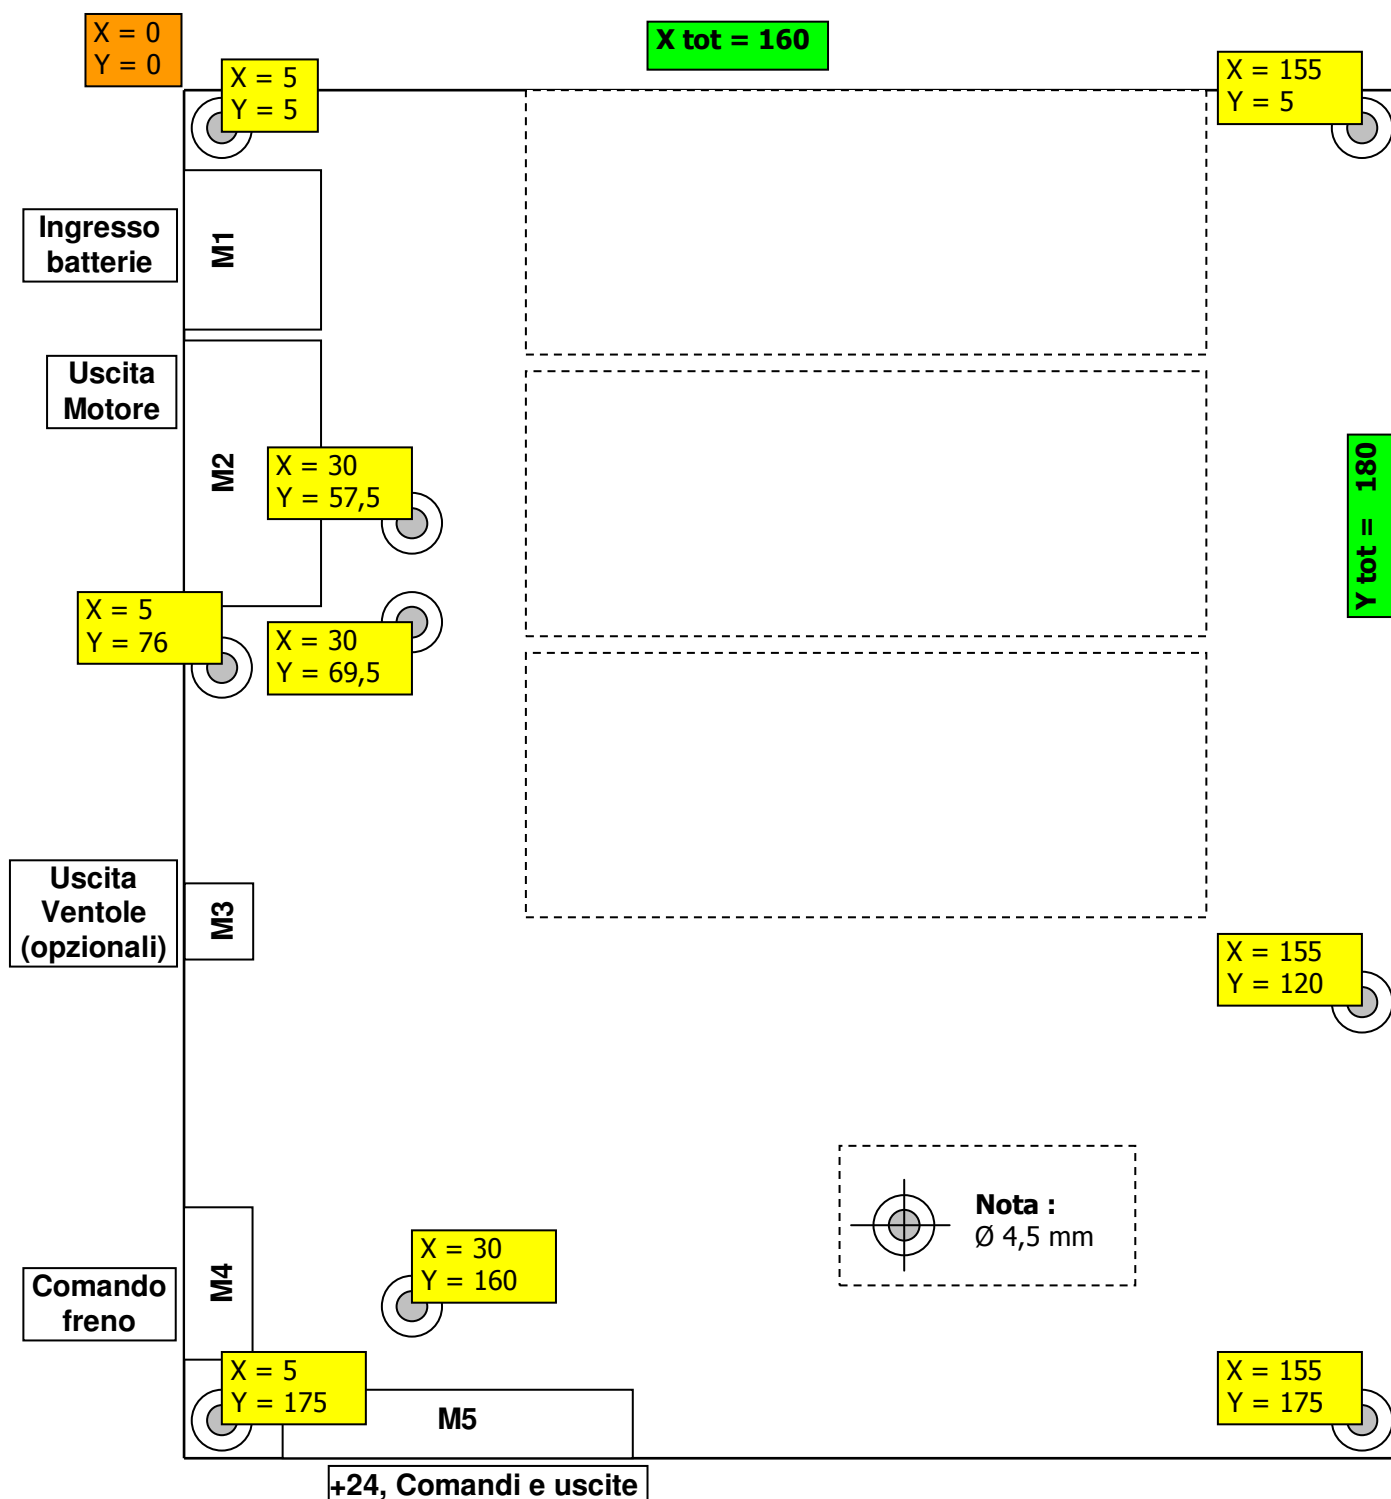 X = 0
Y = 0
X tot = 160
X = 5
Y = 5
X = 155
Y = 5
Ingresso
batterie
M1
Uscita
Motore
M2
X = 30
Y = 57,5
Y tot = 180
X = 5
Y = 76
X = 30
Y = 69,5
Uscita
Ventole
(opzionali)
M3
X = 155
Y = 120
Nota :
Ø 4,5 mm
X = 30
Y = 160
Comando
freno
M4
X = 5
Y = 175
M5
X = 155
Y = 175
+24, Comandi e uscite